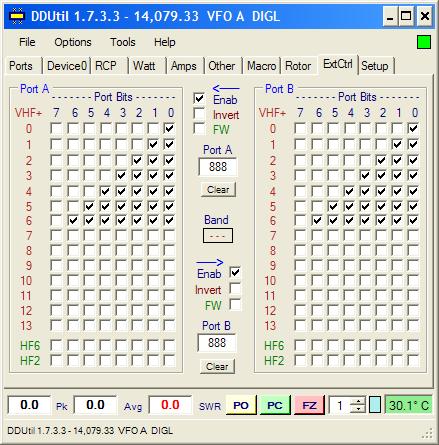 DDUtil 1.7.3.3 - 14,079.33 VFO A DIGL
File Options Tools Help
Ports Device0 RCP Watt Amps Other Macro Rotor ExtCtrl Setup
Port A
------- Port Bits -------
VHF+ 7 6 5 4 3 2 1 0
0
1
2
3
4
5
6
7
8
9
10
11
12
13
HF6
HF2
<----
Enab
Invert
FW
Port A
888
Clear
Band
---
---->
Enab
Invert
FW
Port B
888
Clear
Port B
------- Port Bits -------
VHF+ 7 6 5 4 3 2 1 0
0
1
2
3
4
5
6
7
8
9
10
11
12
13
HF6
HF2
0.0 Pk 0.0 Avg 0.0 SWR PO PC FZ 1 30.1° C
DDUtil 1.7.3.3 - 14,079.33 VFO A DIGL